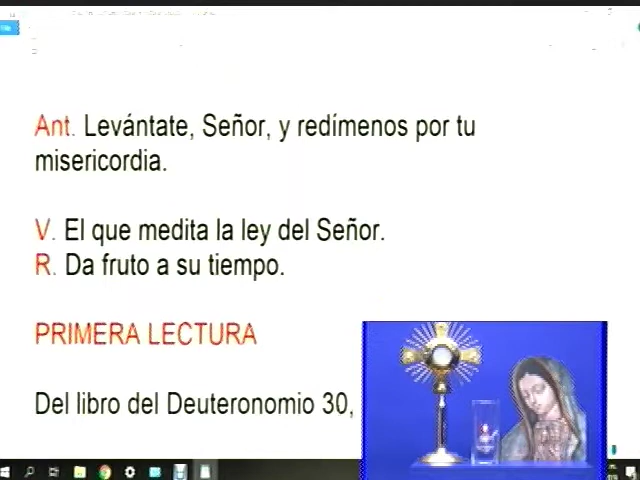 Ant. Levántate, Señor, y redímenos por tu
misericordia.
V. El que medita la ley del Señor.
R. Da fruto a su tiempo.
PRIMERA LECTURA
Del libro del Deuteronomio 30,